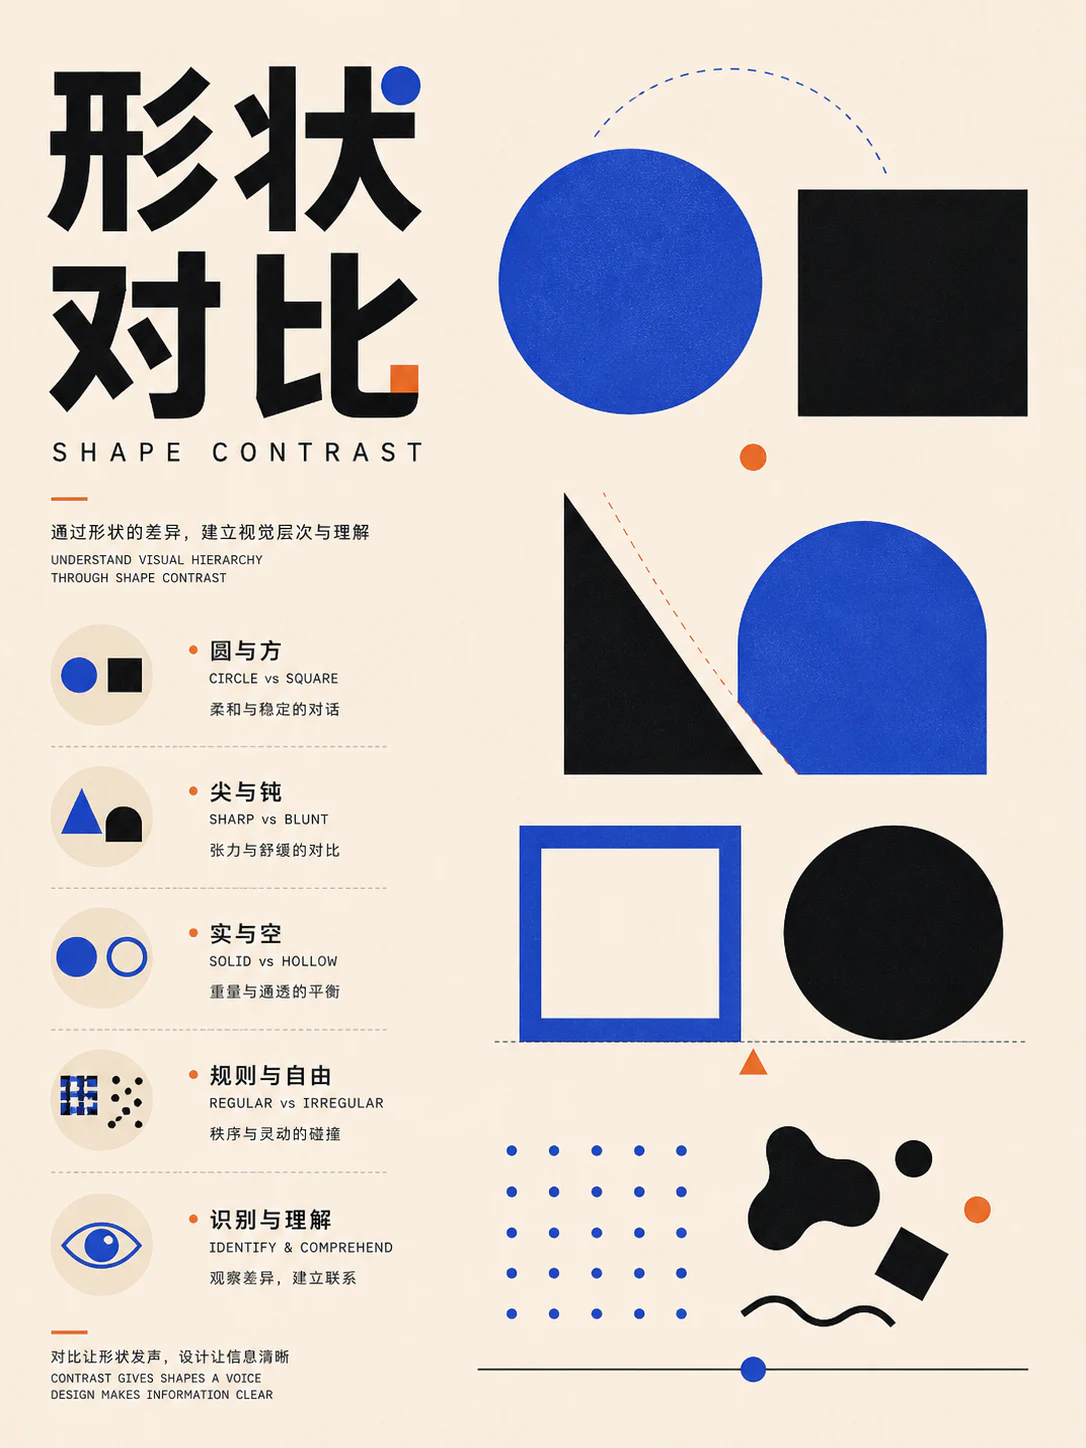 形状
对比
SHAPE CONTRAST
通过形状的差异，建立视觉层次与理解
UNDERSTAND VISUAL HIERARCHY
THROUGH SHAPE CONTRAST
圆与方
CIRCLE vs SQUARE
柔和与稳定的对话
尖与钝
SHARP vs BLUNT
张力与舒缓的对比
实与空
SOLID vs HOLLOW
重量与通透的平衡
规则与自由
REGULAR vs IRREGULAR
秩序与灵动的碰撞
识别与理解
IDENTIFY & COMPREHEND
观察差异，建立联系
对比让形状发声，设计让信息清晰
CONTRAST GIVES SHAPES A VOICE
DESIGN MAKES INFORMATION CLEAR